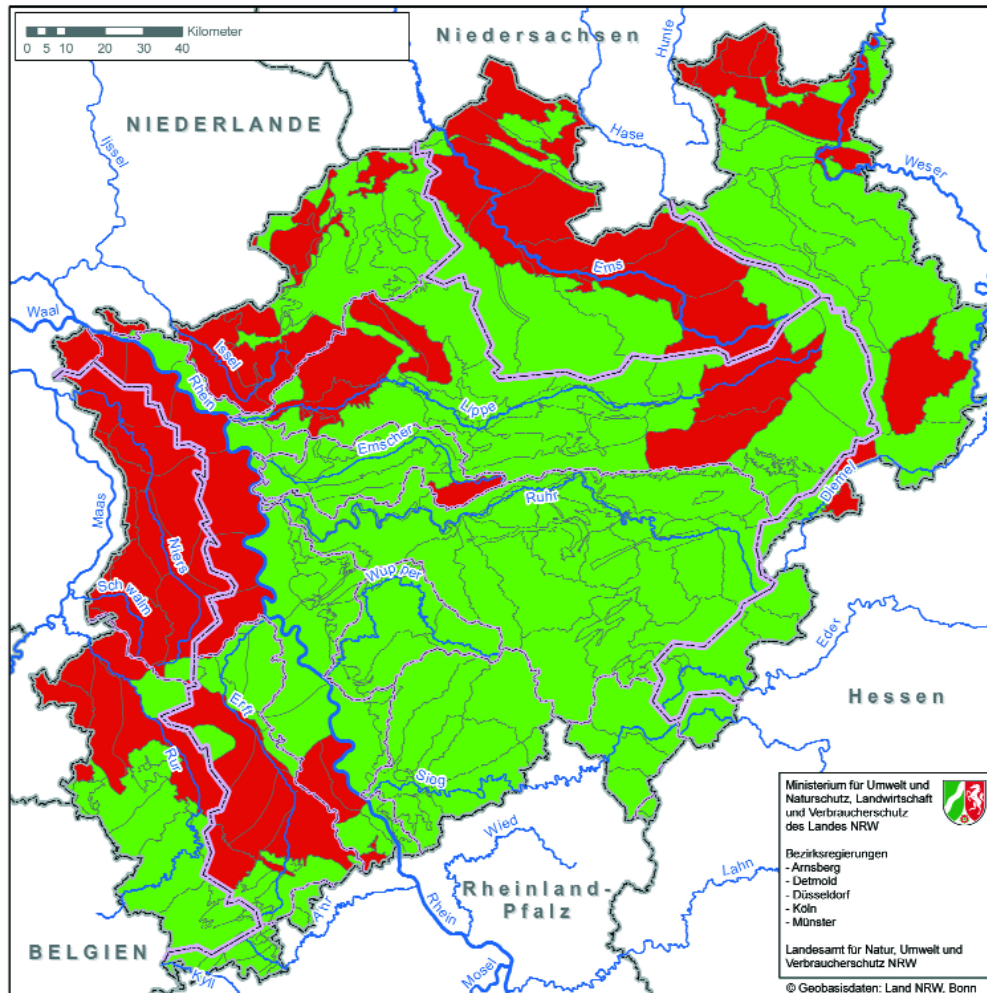 Kilometer
0 5 10 20 30 40
Niedersachsen
Hunte
NIEDERLANDE
Ijssel
Hase
Weser
Ems
Waal
Issel
Rhein
Lippe
Emscher
Ruhr
Diemel
Maas
Niers
Schwalm
Wupper
Eder
Hessen
Erft
Rur
Sieg
Wied
Lahn
Rheinland-
Pfalz
Ahr
Rhein
BELGIEN
Kyll
Mosel
Ministerium für Umwelt und
Naturschutz, Landwirtschaft
und Verbraucherschutz
des Landes NRW
Bezirksregierungen
- Arnsberg
- Detmold
- Düsseldorf
- Köln
- Münster
Landesamt für Natur, Umwelt und
Verbraucherschutz NRW
© Geobasisdaten: Land NRW, Bonn